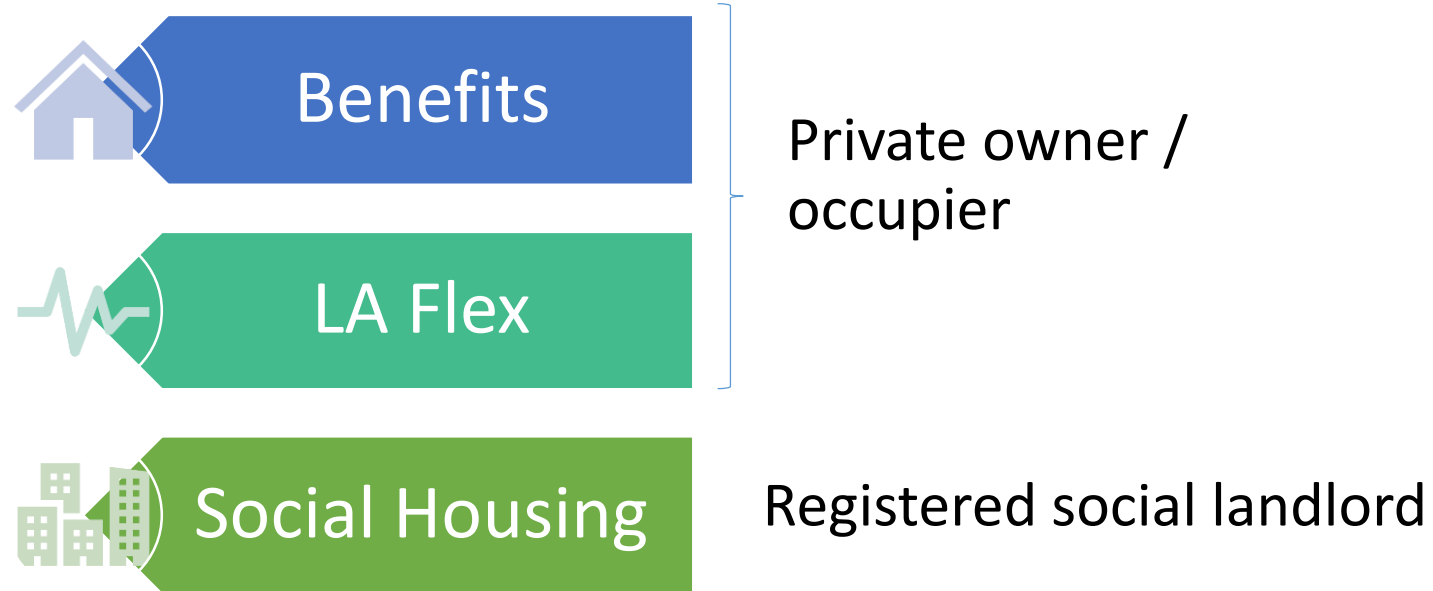 Benefits
Private owner /
occupier
LA Flex
Social Housing
Registered social landlord